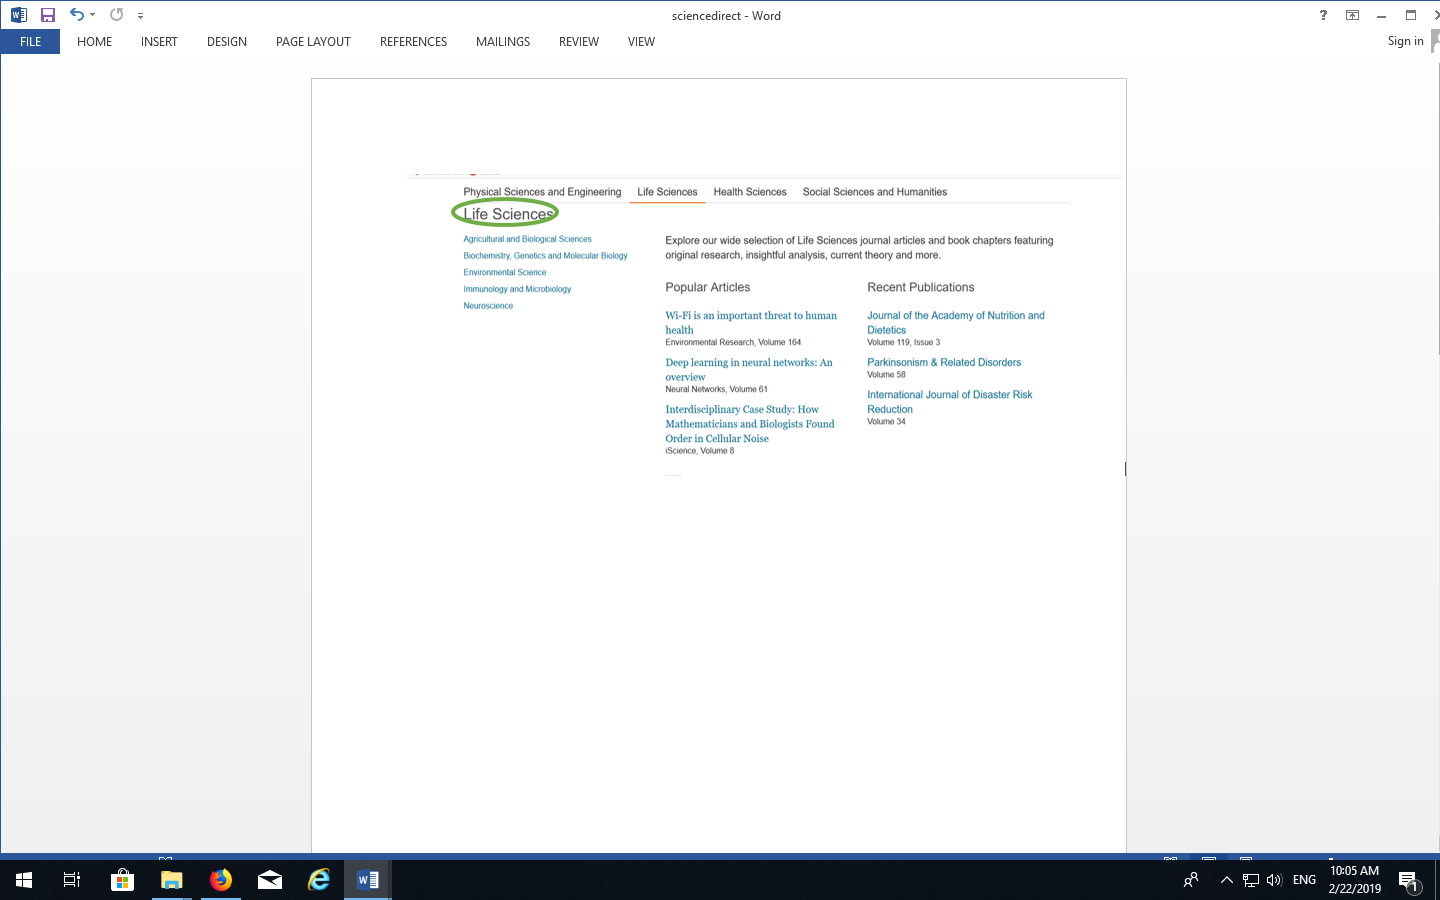 sciencedirect - Word
?
FILE HOME INSERT DESIGN PAGE LAYOUT REFERENCES MAILINGS REVIEW VIEW
Sign in
Physical Sciences and Engineering Life Sciences Health Sciences Social Sciences and Humanities
Life Sciences
Agricultural and Biological Sciences
Biochemistry, Genetics and Molecular Biology
Environmental Science
Immunology and Microbiology
Neuroscience
Explore our wide selection of Life Sciences journal articles and book chapters featuring
original research, insightful analysis, current theory and more.
Popular Articles
Wi-Fi is an important threat to human
health
Environmental Research, Volume 164
Deep learning in neural networks: An
overview
Neural Networks, Volume 61
Interdisciplinary Case Study: How
Mathematicians and Biologists Found
Order in Cellular Noise
iScience, Volume 8
Recent Publications
Journal of the Academy of Nutrition and
Dietetics
Volume 119, Issue 3
Parkinsonism & Related Disorders
Volume 58
International Journal of Disaster Risk
Reduction
Volume 34
ENG
10:05 AM
2/22/2019
1